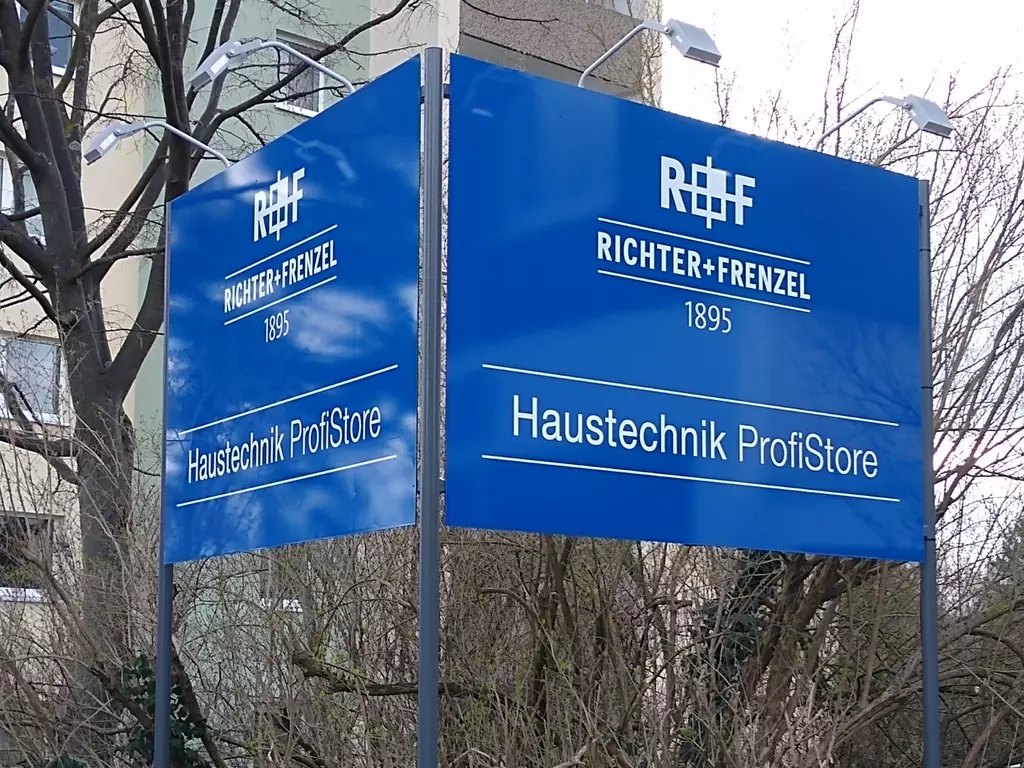 R+F
RICHTER+FRENZEL
1895
Haustechnik ProfiStore
R+F
RICHTER+FRENZEL
1895
Haustechnik ProfiStore